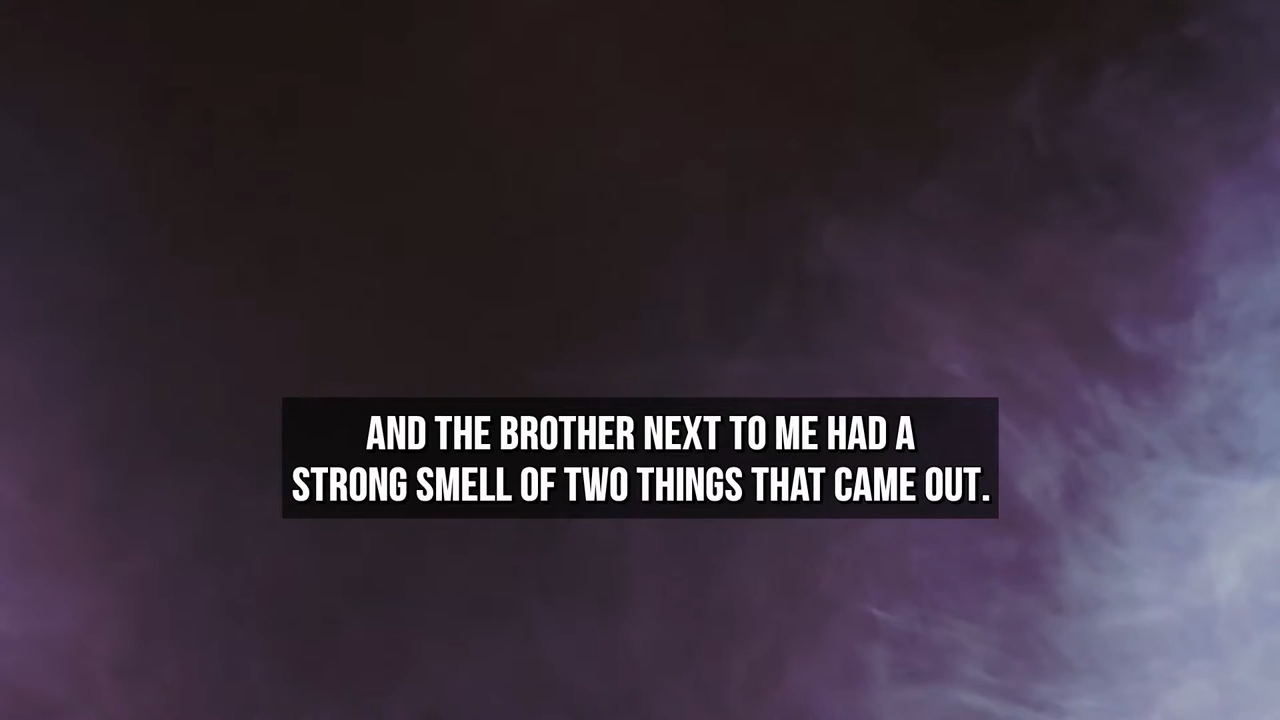 AND THE BROTHER NEXT TO ME HAD A
STRONG SMELL OF TWO THINGS THAT CAME OUT.